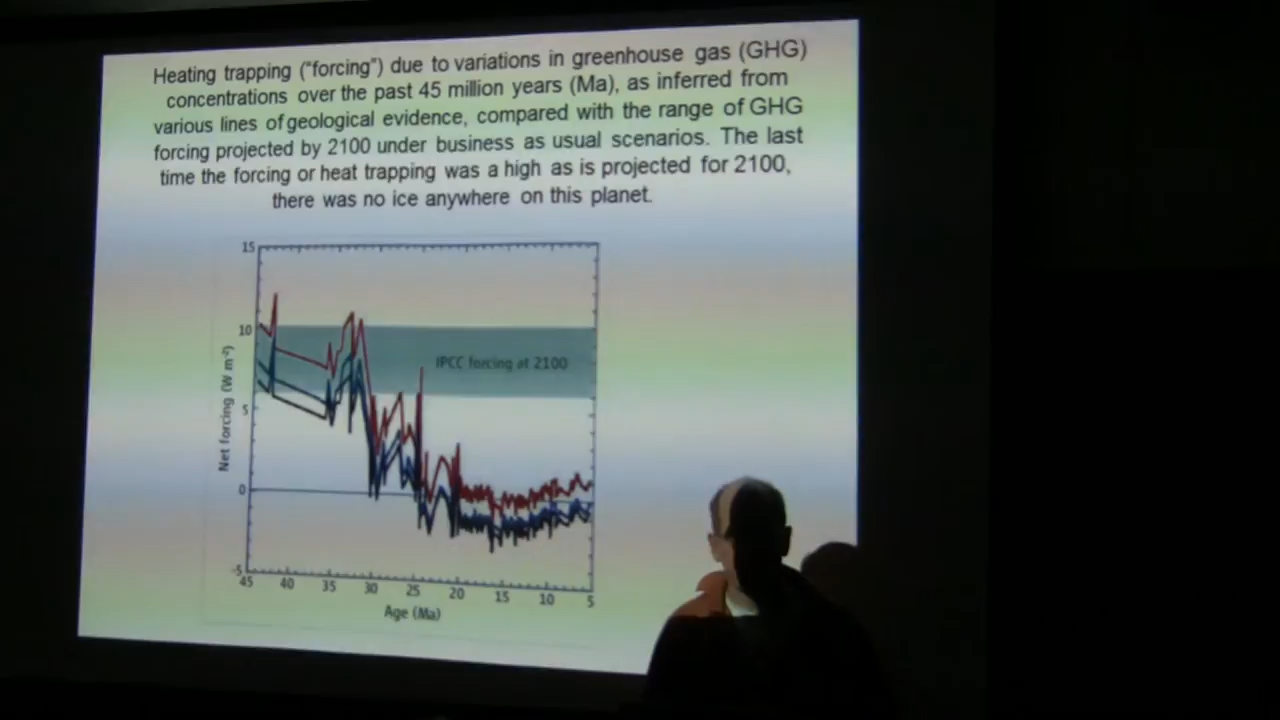 Heating trapping ("forcing") due to variations in greenhouse gas (GHG)
concentrations over the past 45 million years (Ma), as inferred from
various lines of geological evidence, compared with the range of GHG
forcing projected by 2100 under business as usual scenarios. The last
time the forcing or heat trapping was a high as is projected for 2100,
there was no ice anywhere on this planet.
15
10
IPCC forcing at 2100
5
Net forcing (W m⁻²)
0
-5
45 40 35 30 25 20 15 10 5
Age (Ma)